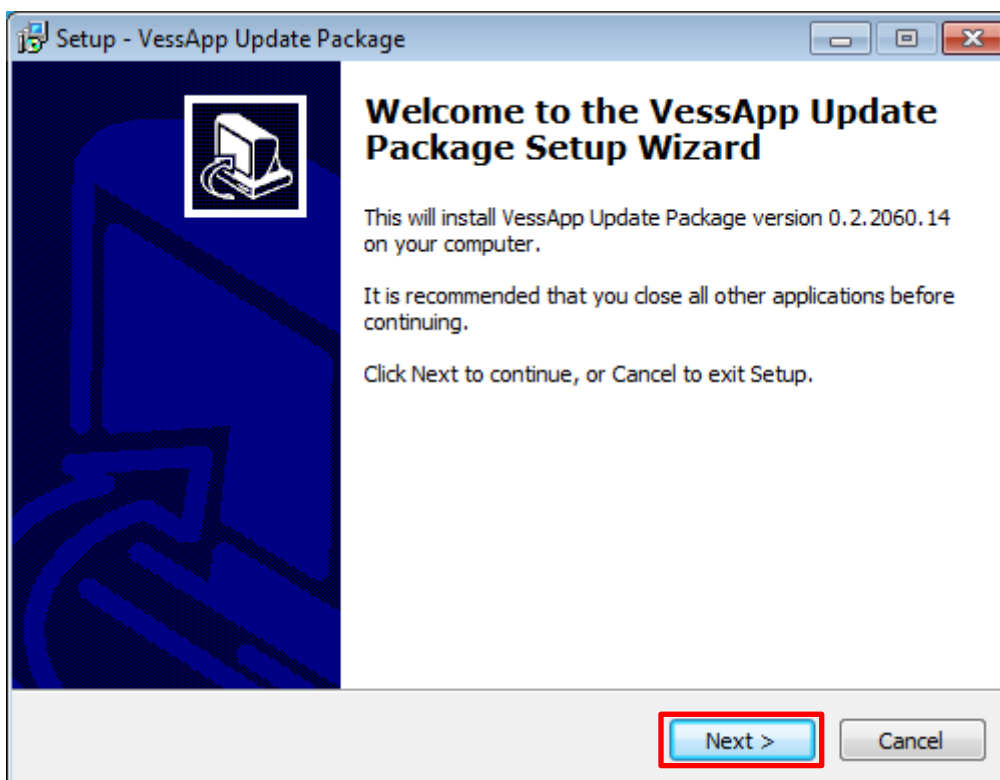 Setup - VessApp Update Package
Welcome to the VessApp Update
Package Setup Wizard
This will install VessApp Update Package version 0.2.2060.14
on your computer.
It is recommended that you close all other applications before
continuing.
Click Next to continue, or Cancel to exit Setup.
Next >
Cancel